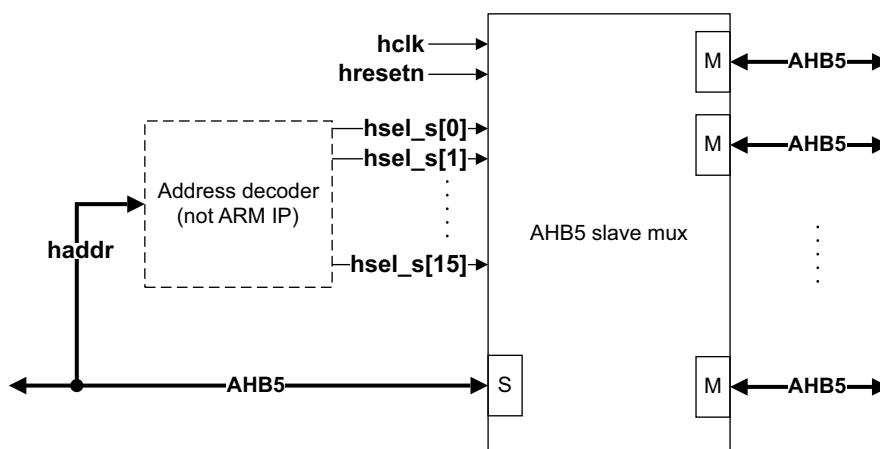 hclk
hresetn
M
AHB5
hsel_s[0]
hsel_s[1]
M
AHB5
Address decoder
(not ARM IP)
AHB5 slave mux
haddr
hsel_s[15]
AHB5
S
M
AHB5